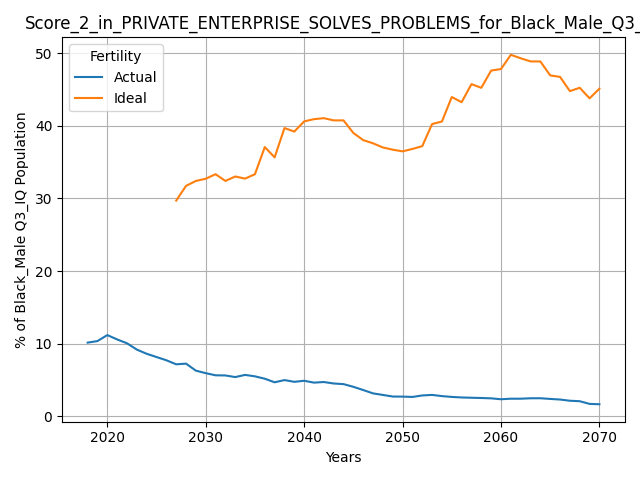 Score_2_in_PRIVATE_ENTERPRISE_SOLVES_PROBLEMS_for_Black_Male_Q3_
Fertility
Actual
Ideal
50
40
30
20
10
0
% of Black_Male Q3_IQ Population
2020 2030 2040 2050 2060 2070
Years